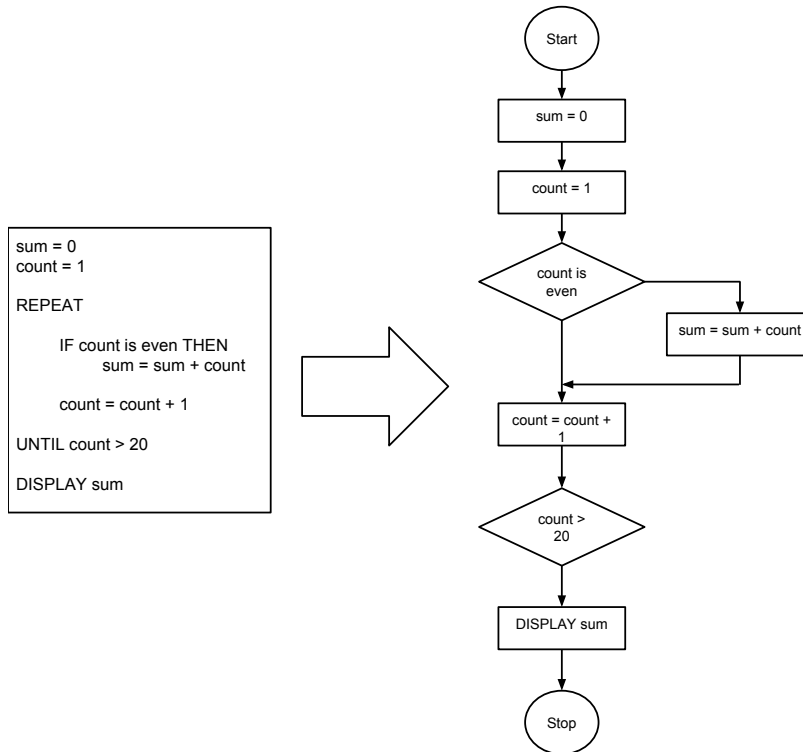 sum = 0
count = 1
REPEAT
IF count is even THEN
sum = sum + count
count = count + 1
UNTIL count > 20
DISPLAY sum
Start
sum = 0
count = 1
count is
even
sum = sum + count
count = count +
1
count >
20
DISPLAY sum
Stop